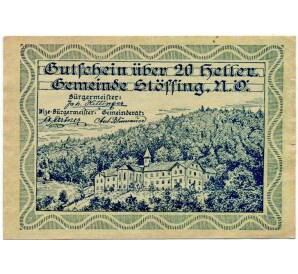 Gutschein über 20 Heller.
Gemeinde Stössing, N.Ö.
Bürgermeister:
Vize-Bürgermeister: Gemeinderat: